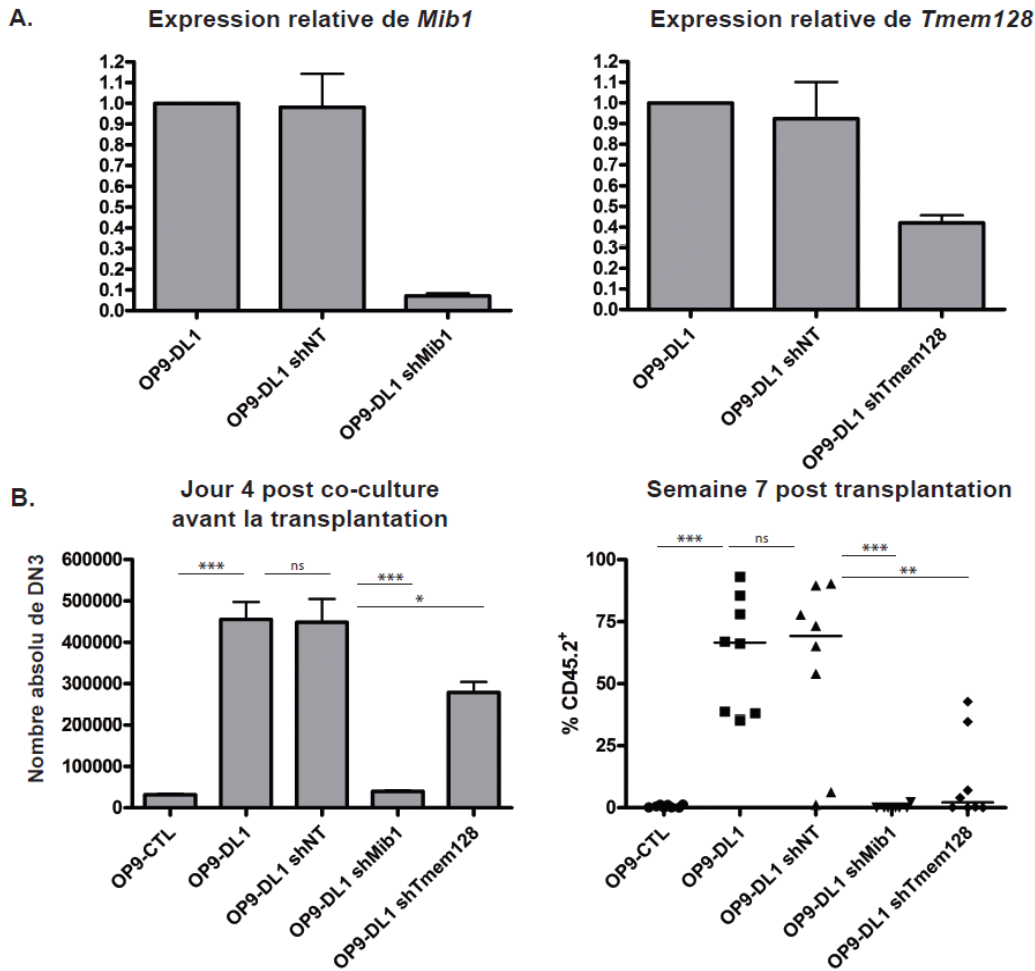 A.
Expression relative de Mib1
1.2
1.1
1.0
0.9
0.8
0.7
0.6
0.5
0.4
0.3
0.2
0.1
0.0
OP9-DL1
OP9-DL1 shNT
OP9-DL1 shMib1
Expression relative de Tmem128
1.2
1.1
1.0
0.9
0.8
0.7
0.6
0.5
0.4
0.3
0.2
0.1
0.0
OP9-DL1
OP9-DL1 shNT
OP9-DL1 shTmem128
B.
Jour 4 post co-culture
avant la transplantation
Nombre absolu de DN3
600000
500000
400000
300000
200000
100000
0
***
ns
***
*
OP9-CTL
OP9-DL1
OP9-DL1 shNT
OP9-DL1 shMib1
OP9-DL1 shTmem128
Semaine 7 post transplantation
% CD45.2+
100
75
50
25
0
***
ns
***
**
OP9-CTL
OP9-DL1
OP9-DL1 shNT
OP9-DL1 shMib1
OP9-DL1 shTmem128